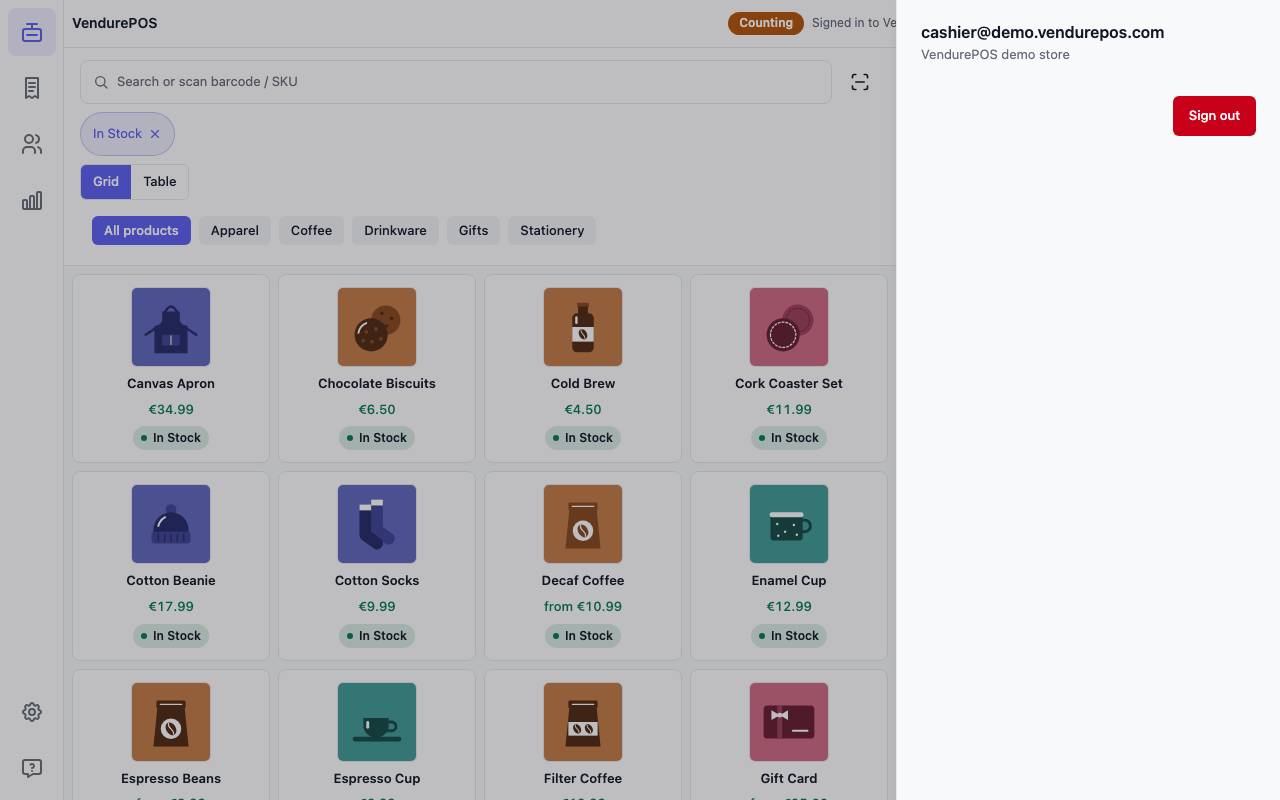 VendurePOS
Counting
Signed in to Ve
cashier@demo.vendurepos.com
VendurePOS demo store
Sign out
Search or scan barcode / SKU
In Stock
Grid
Table
All products
Apparel
Coffee
Drinkware
Gifts
Stationery
Canvas Apron
€34.99
In Stock
Chocolate Biscuits
€6.50
In Stock
Cold Brew
€4.50
In Stock
Cork Coaster Set
€11.99
In Stock
Cotton Beanie
€17.99
In Stock
Cotton Socks
€9.99
In Stock
Decaf Coffee
from €10.99
In Stock
Enamel Cup
€12.99
In Stock
Espresso Beans
Espresso Cup
Filter Coffee
Gift Card